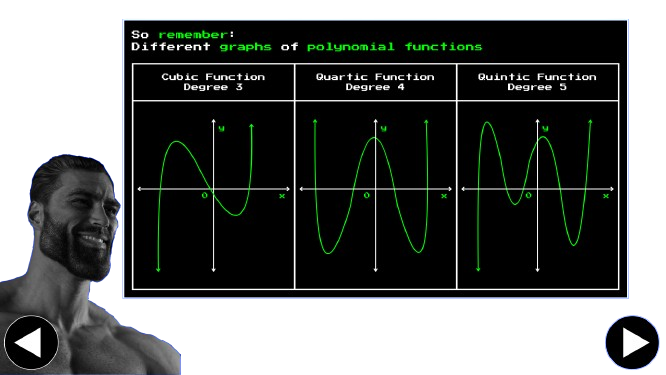 So remember:
Different graphs of polynomial functions
Cubic Function
Degree 3
Quartic Function
Degree 4
Quintic Function
Degree 5
y
O
x
y
O
x
y
O
x